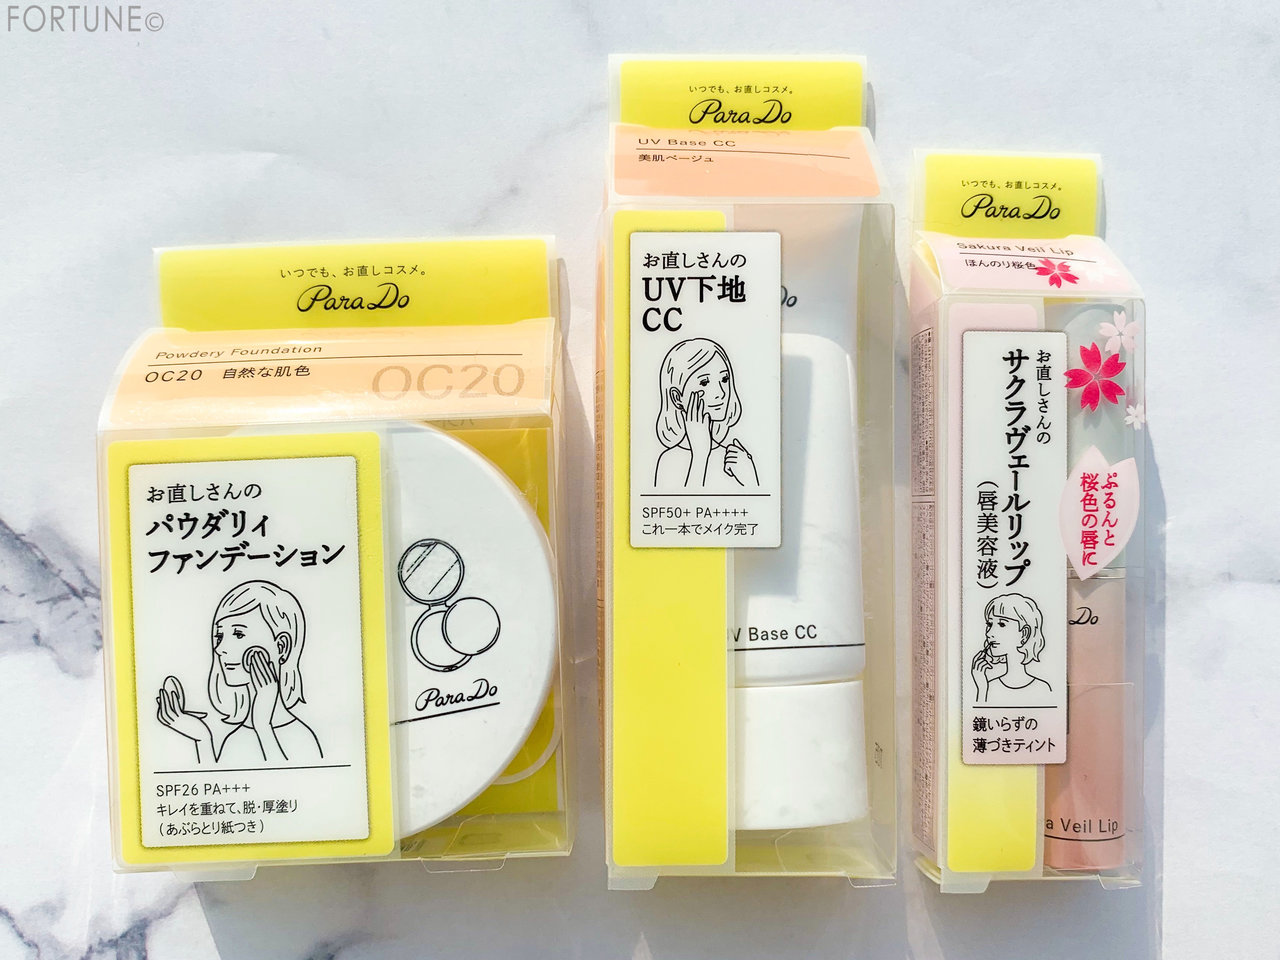 FORTUNE©
いつでも、お直しコスメ。
ParaDo
Powdery Foundation
OC20 自然な肌色
OC20
お直しさんの
パウダリィ
ファンデーション
SPF26 PA+++
キレイを重ねて、脱・厚塗り
(あぶらとり紙つき)
ParaDo
いつでも、お直しコスメ。
ParaDo
UV Base CC
美肌ベージュ
お直しさんの
UV下地
CC
SPF50+ PA++++
これ一本でメイク完了
Do
UV Base CC
いつでも、お直しコスメ。
ParaDo
Sakura Veil Lip
ほんのり桜色
お直しさんの
サクラヴェールリップ
(唇美容液)
ぷるんと
桜色の唇に
鏡いらずの
薄づきティント
Do
a Veil Lip